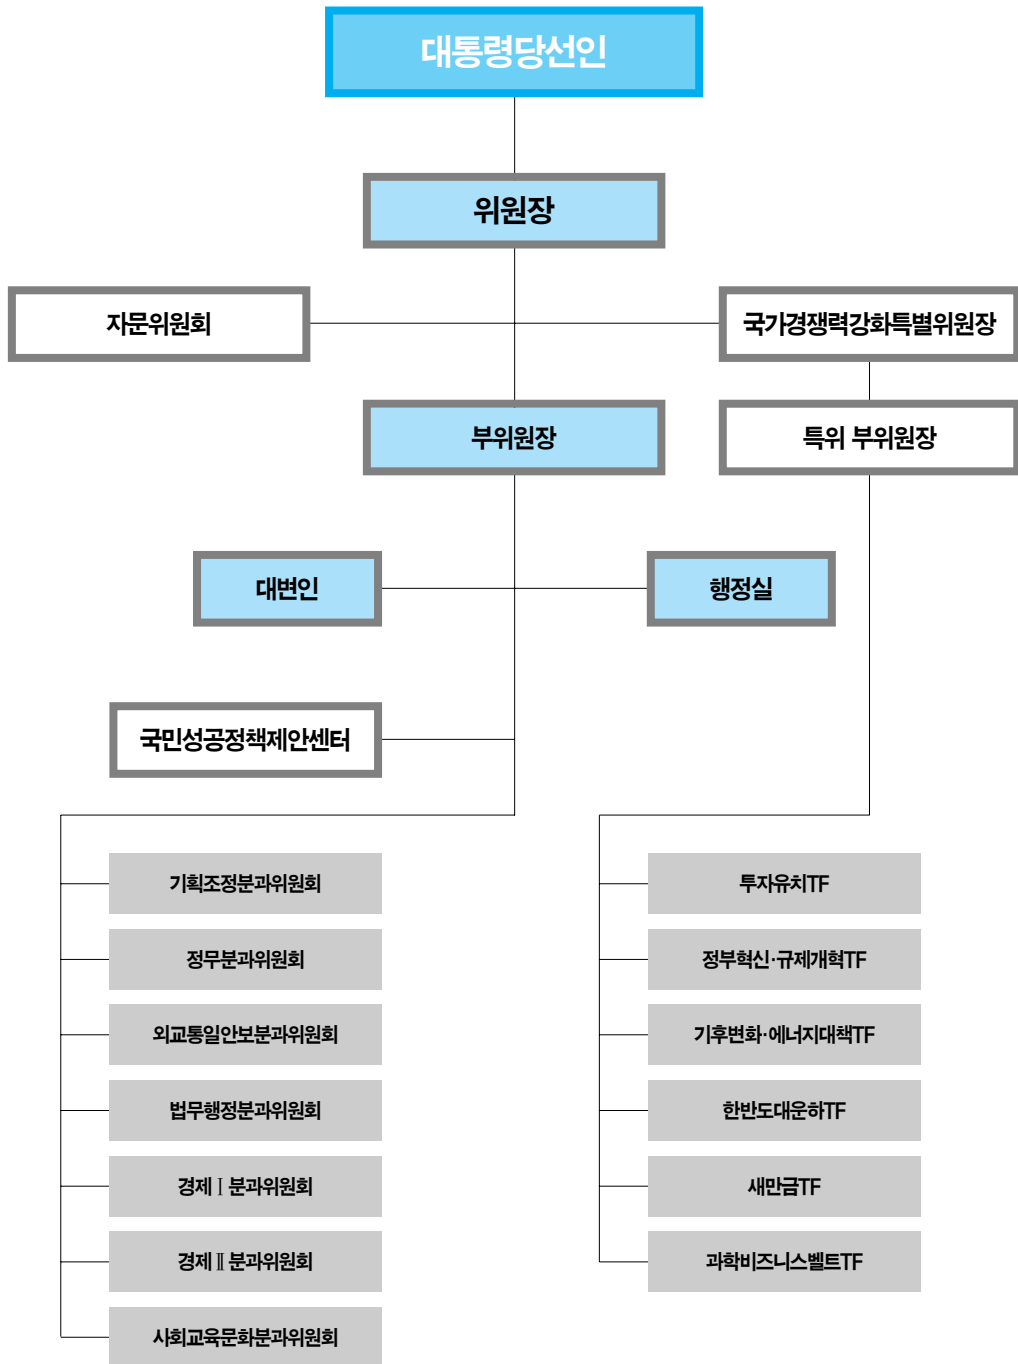 대통령당선인
위원장
자문위원회
국가경쟁력강화특별위원장
부위원장
특위 부위원장
대변인
행정실
국민성공정책제안센터
기획조정분과위원회
정무분과위원회
외교통일안보분과위원회
법무행정분과위원회
경제Ⅰ분과위원회
경제Ⅱ분과위원회
사회교육문화분과위원회
투자유치TF
정부혁신·규제개혁TF
기후변화·에너지대책TF
한반도대운하TF
새만금TF
과학비즈니스벨트TF